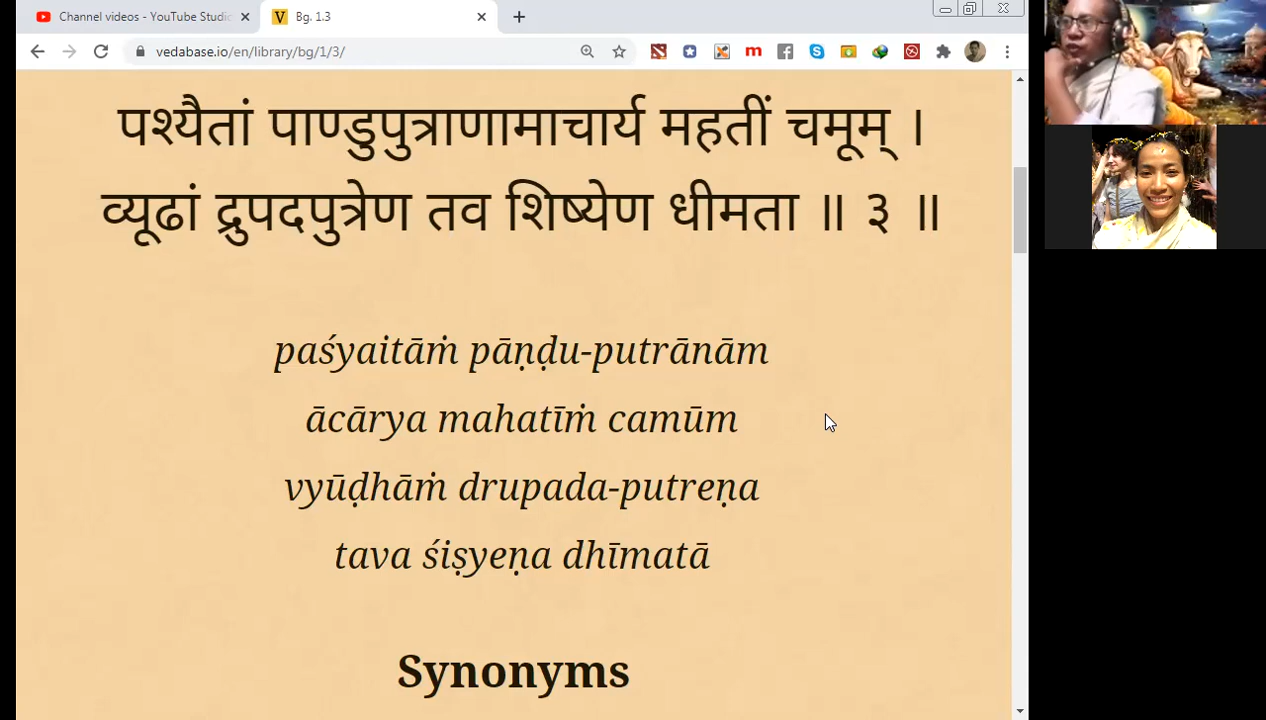 Channel videos - YouTube Studio
Bg. 1.3
vedabase.io/en/library/bg/1/3/
पश्यैतां पाण्डुपुत्राणामाचार्य महतीं चमूम् ।
व्यूढां द्रुपदपुत्रेण तव शिष्येण धीमता ॥ ३ ॥
paśyaitāṁ pāṇḍu-putrānām
ācārya mahatīṁ camūm
vyūḍhāṁ drupada-putreṇa
tava śiṣyeṇa dhīmatā
Synonyms